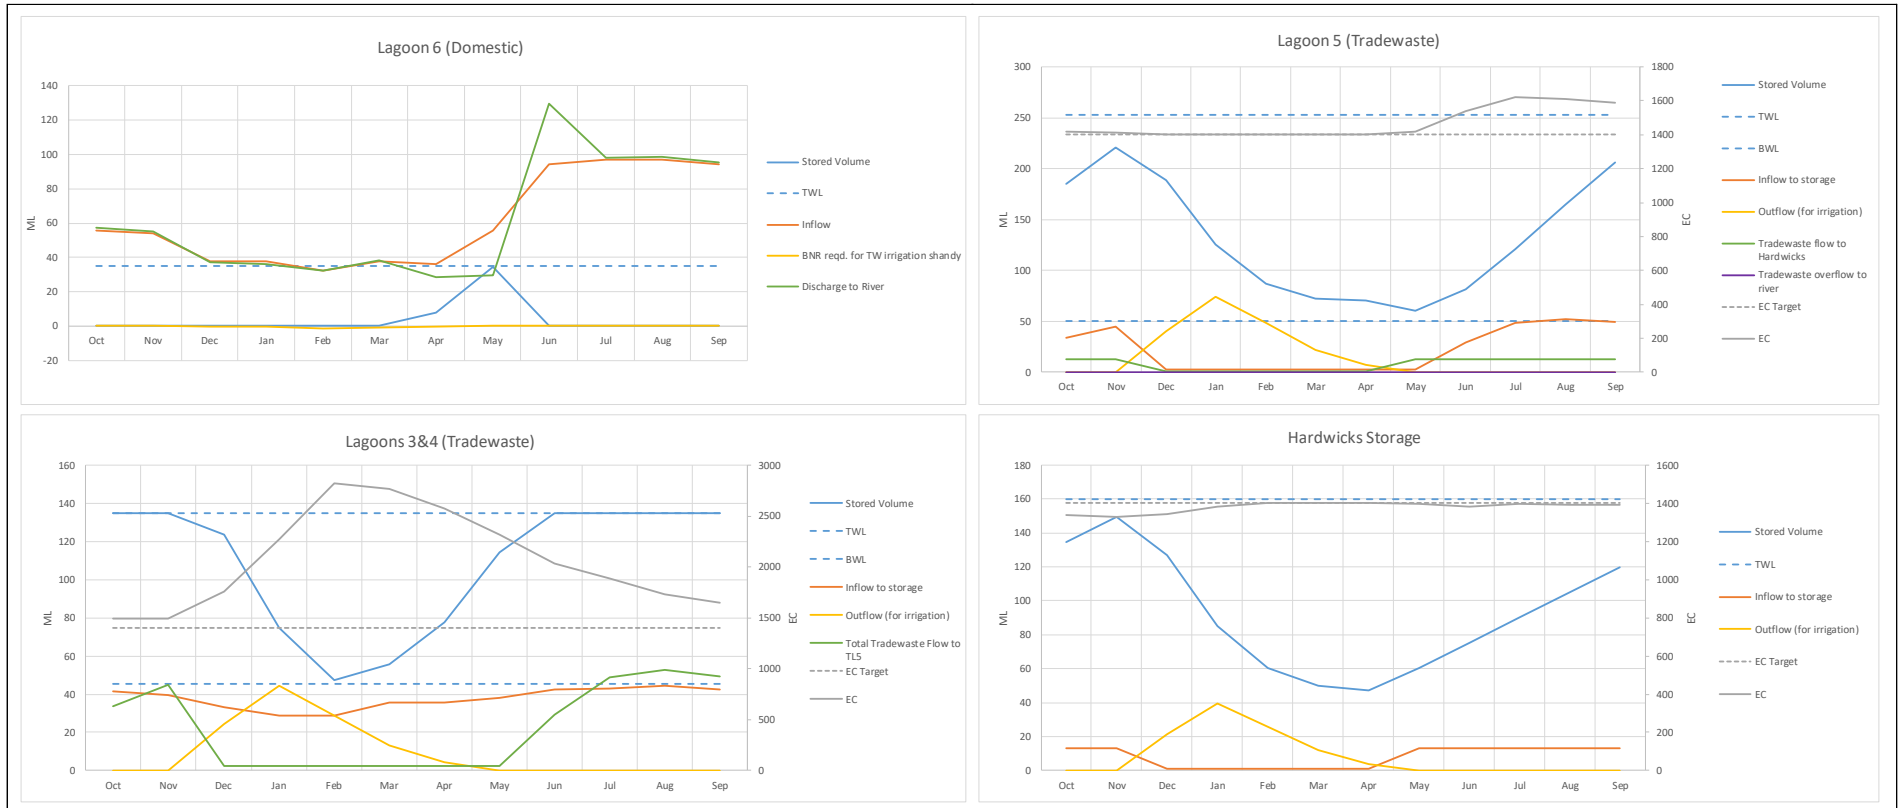 Lagoon 6 (Domestic)
140
120
100
80
60
40
20
0
-20
ML
Oct Nov Dec Jan Feb Mar Apr May Jun Jul Aug Sep
Stored Volume
TWL
Inflow
BNR reqd. for TW irrigation shandy
Discharge to River
Lagoon 5 (Tradewaste)
300
250
200
150
100
50
0
ML
1800
1600
1400
1200
1000
800
600
400
200
0
EC
Oct Nov Dec Jan Feb Mar Apr May Jun Jul Aug Sep
Stored Volume
TWL
BWL
Inflow to storage
Outflow (for irrigation)
Tradewaste flow to
Hardwicks
Tradewaste overflow to
river
EC Target
EC
Lagoons 3&4 (Tradewaste)
160
140
120
100
80
60
40
20
0
ML
3000
2500
2000
1500
1000
500
0
EC
Oct Nov Dec Jan Feb Mar Apr May Jun Jul Aug Sep
Stored Volume
TWL
BWL
Inflow to storage
Outflow (for irrigation)
Total Tradewaste Flow to
TL5
EC Target
EC
Hardwicks Storage
180
160
140
120
100
80
60
40
20
0
ML
1600
1400
1200
1000
800
600
400
200
0
EC
Oct Nov Dec Jan Feb Mar Apr May Jun Jul Aug Sep
Stored Volume
TWL
Inflow to storage
Outflow (for irrigation)
EC Target
EC